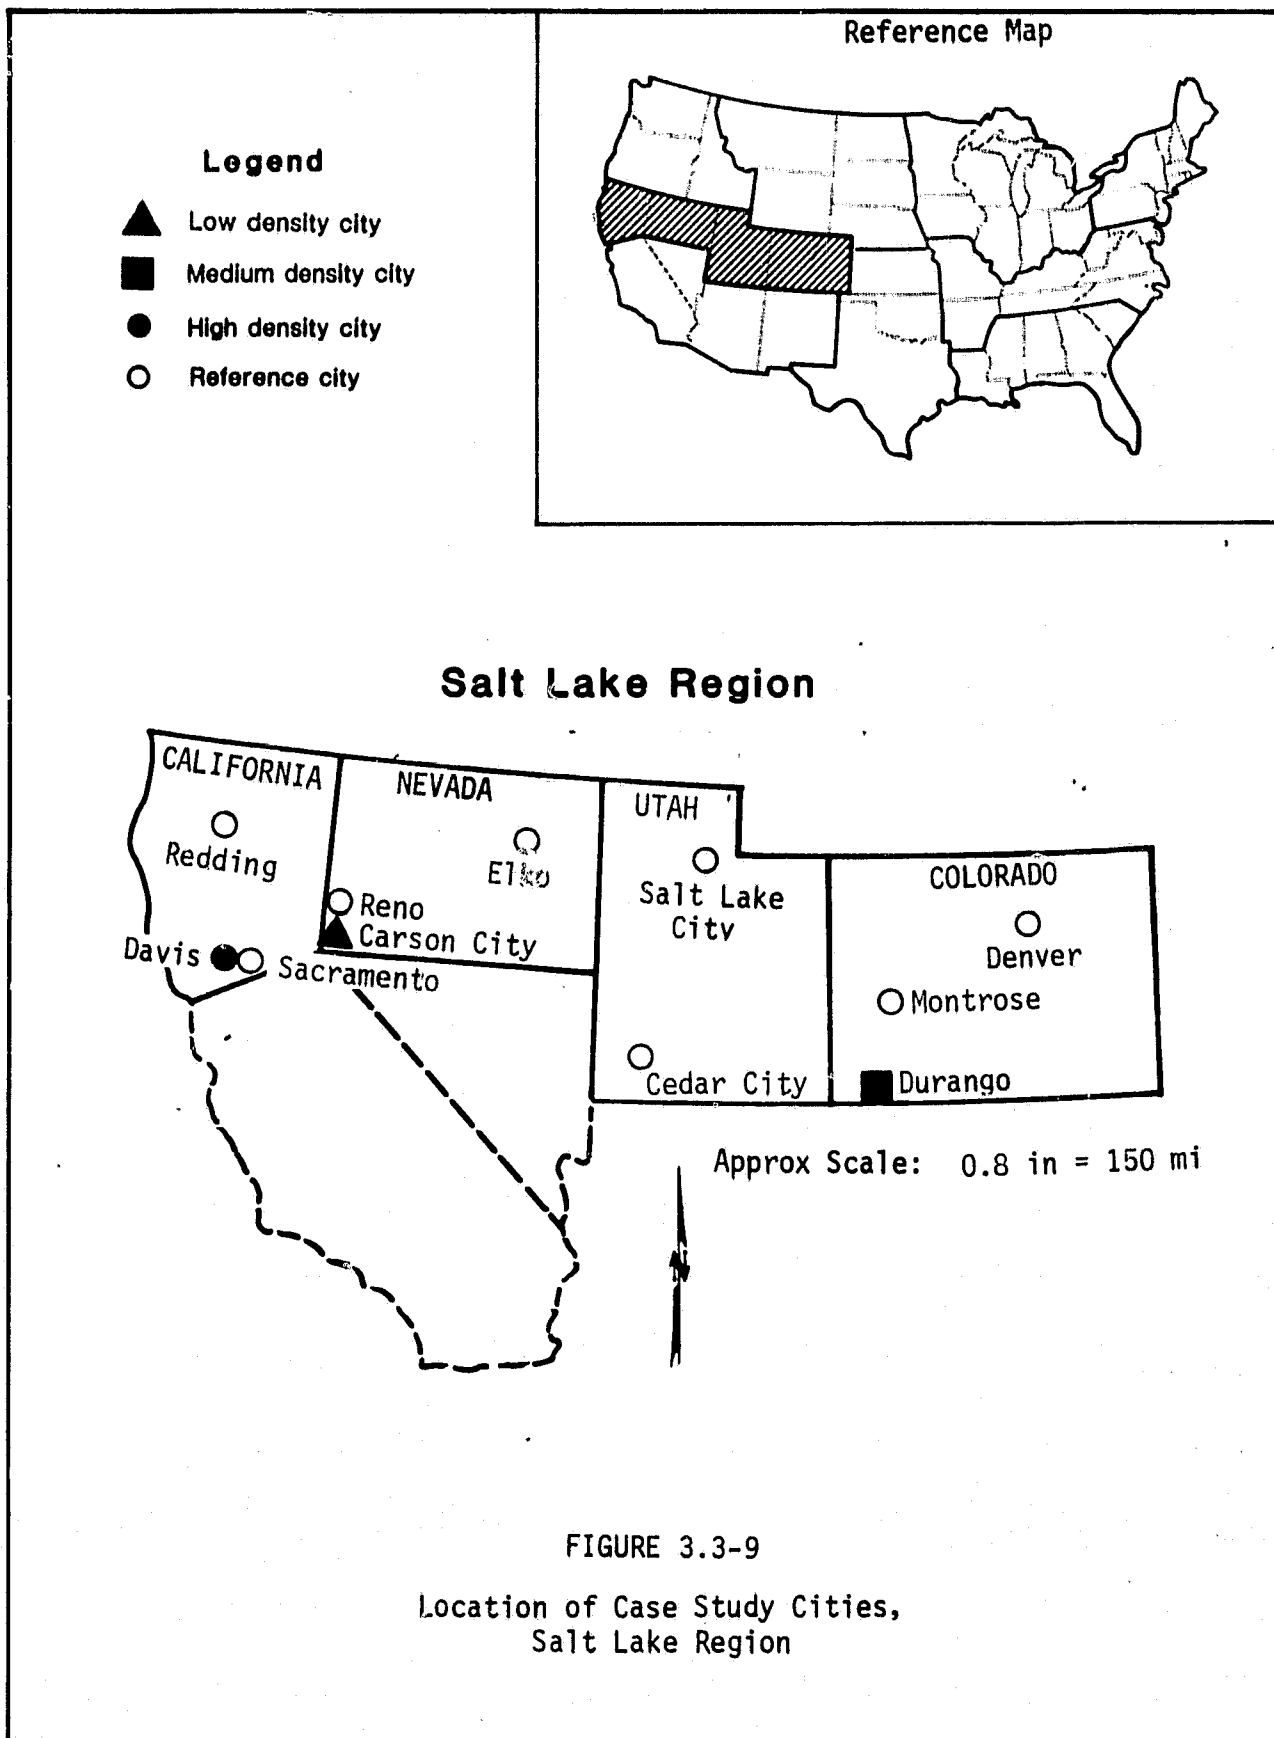 Reference Map
Legend
Low density city
Medium density city
High density city
Reference city
Salt Lake Region
CALIFORNIA
NEVADA
UTAH
COLORADO
Redding
Elko
Salt Lake
City
Reno
Carson City
Davis
Sacramento
Denver
Montrose
Cedar City
Durango
Approx Scale: 0.8 in = 150 mi
N
FIGURE 3.3-9
Location of Case Study Cities,
Salt Lake Region